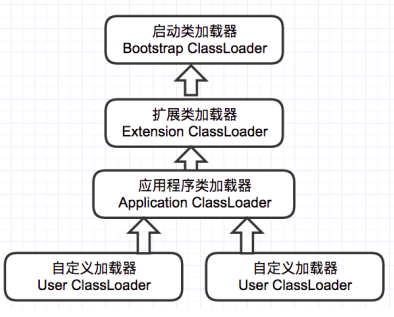 启动类加载器
Bootstrap ClassLoader
扩展类加载器
Extension ClassLoader
应用程序类加载器
Application ClassLoader
自定义加载器
User ClassLoader
自定义加载器
User ClassLoader